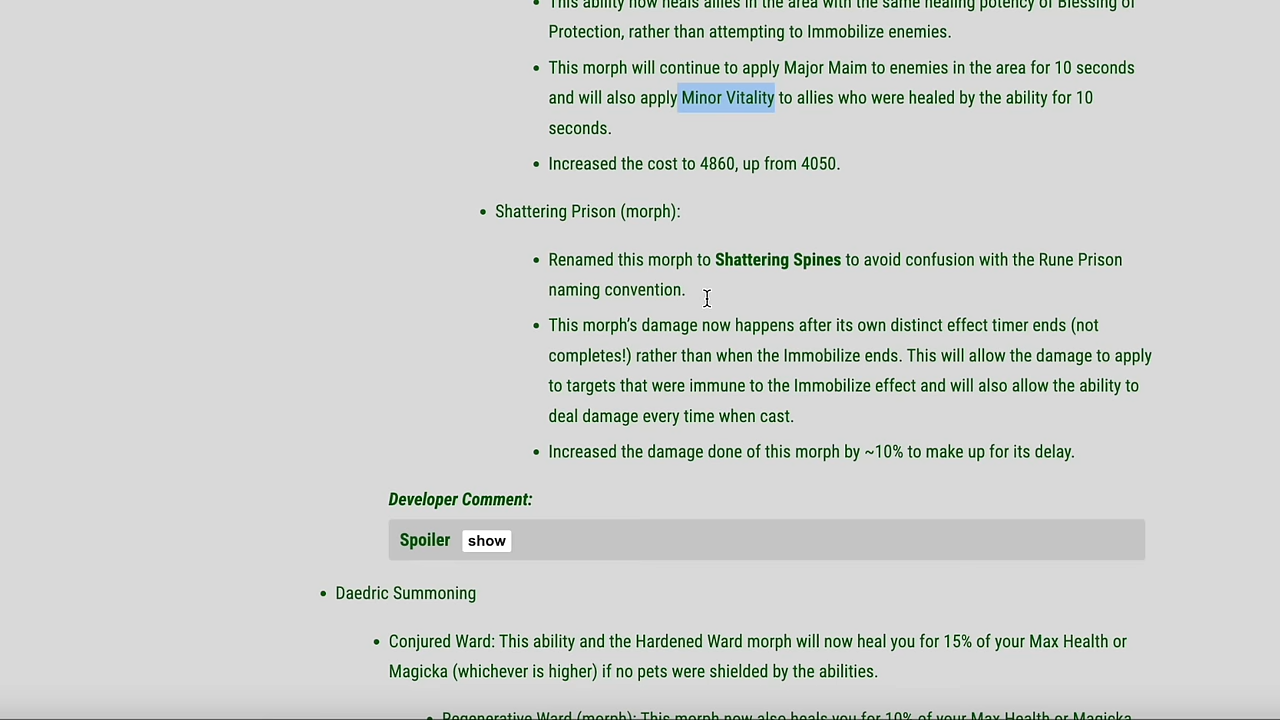 This ability now heals allies in the area with the same healing potency of Blessing of
Protection, rather than attempting to Immobilize enemies.
This morph will continue to apply Major Maim to enemies in the area for 10 seconds
and will also apply Minor Vitality to allies who were healed by the ability for 10
seconds.
Increased the cost to 4860, up from 4050.
Shattering Prison (morph):
Renamed this morph to Shattering Spines to avoid confusion with the Rune Prison
naming convention.
This morph’s damage now happens after its own distinct effect timer ends (not
completes!) rather than when the Immobilize ends. This will allow the damage to apply
to targets that were immune to the Immobilize effect and will also allow the ability to
deal damage every time when cast.
Increased the damage done of this morph by ~10% to make up for its delay.
Developer Comment:
Spoiler show
Daedric Summoning
Conjured Ward: This ability and the Hardened Ward morph will now heal you for 15% of your Max Health or
Magicka (whichever is higher) if no pets were shielded by the abilities.
Regenerative Ward (morph): This morph now also heals you for 10% of your Max Health or Magicka